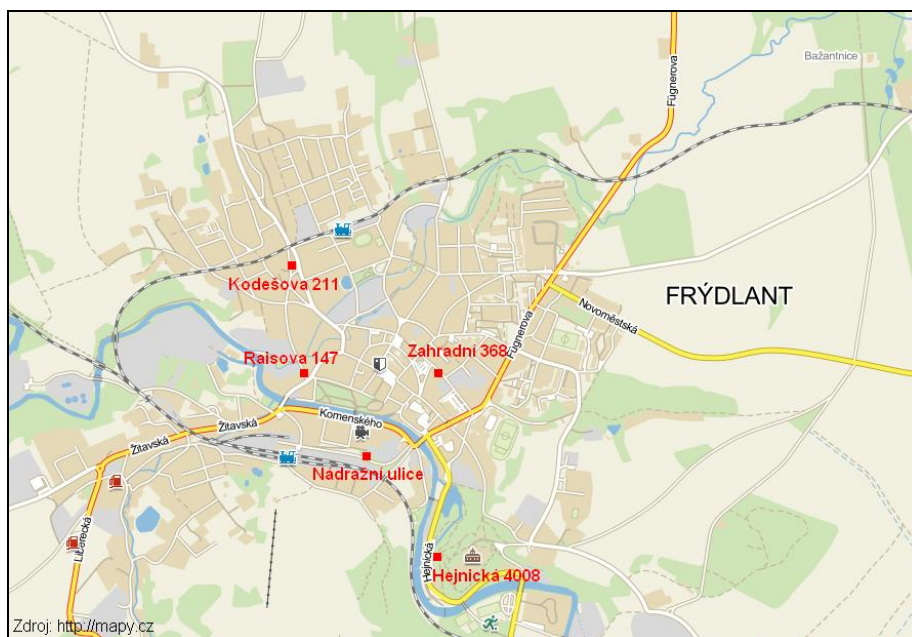 Bažantnice
Fügnerova
Kodešova 211
FRÝDLANT
Novoměstská
Raisova 147
Zahradní 368
Fügnerova
Komenského
Žitavská
Žitavská
Nádražní ulice
Liberecká
Hejnická
Hejnická 4008
Zdroj: http://mapy.cz